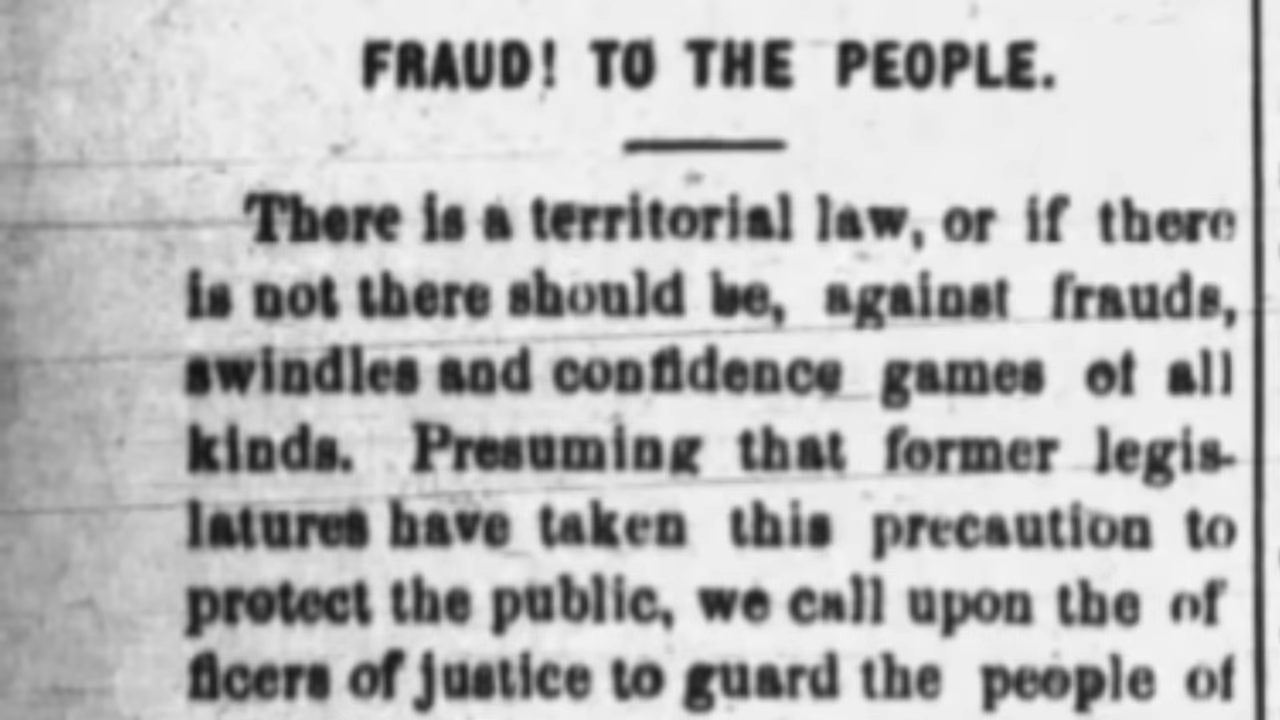 FRAUD! TO THE PEOPLE.
There is a territorial law, or if there
is not there should be, against frauds,
swindles and confidence games of all
kinds. Presuming that former legis-
latures have taken this precaution to
protect the public, we call upon the of
ficers of justice to guard the people of